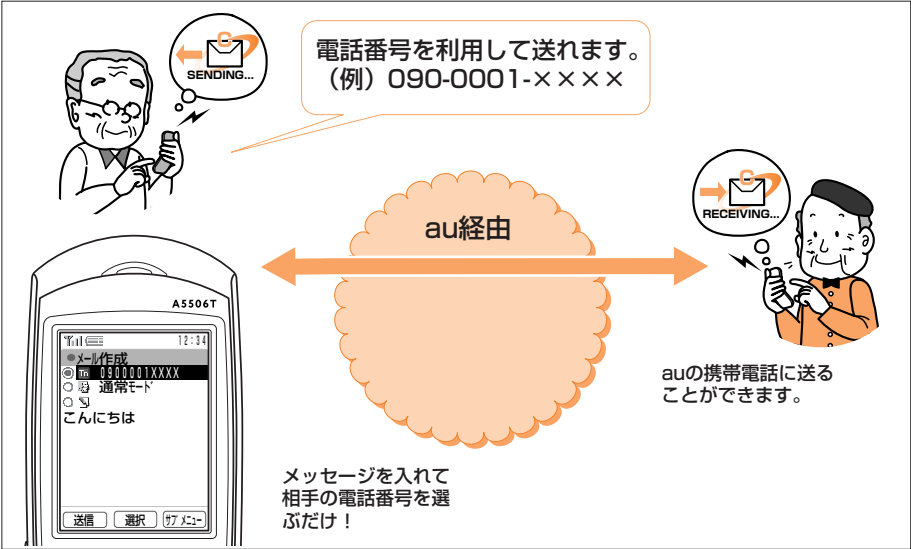 C
SENDING...
電話番号を利用して送れます。
（例）090-0001-××××
au経由
C
RECEIVING...
A5506T
12:34
メール作成
To 0900001XXXX
通常モード
こんにちは
送信 選択 サブメニュー
auの携帯電話に送る
ことができます。
メッセージを入れて
相手の電話番号を選
ぶだけ！